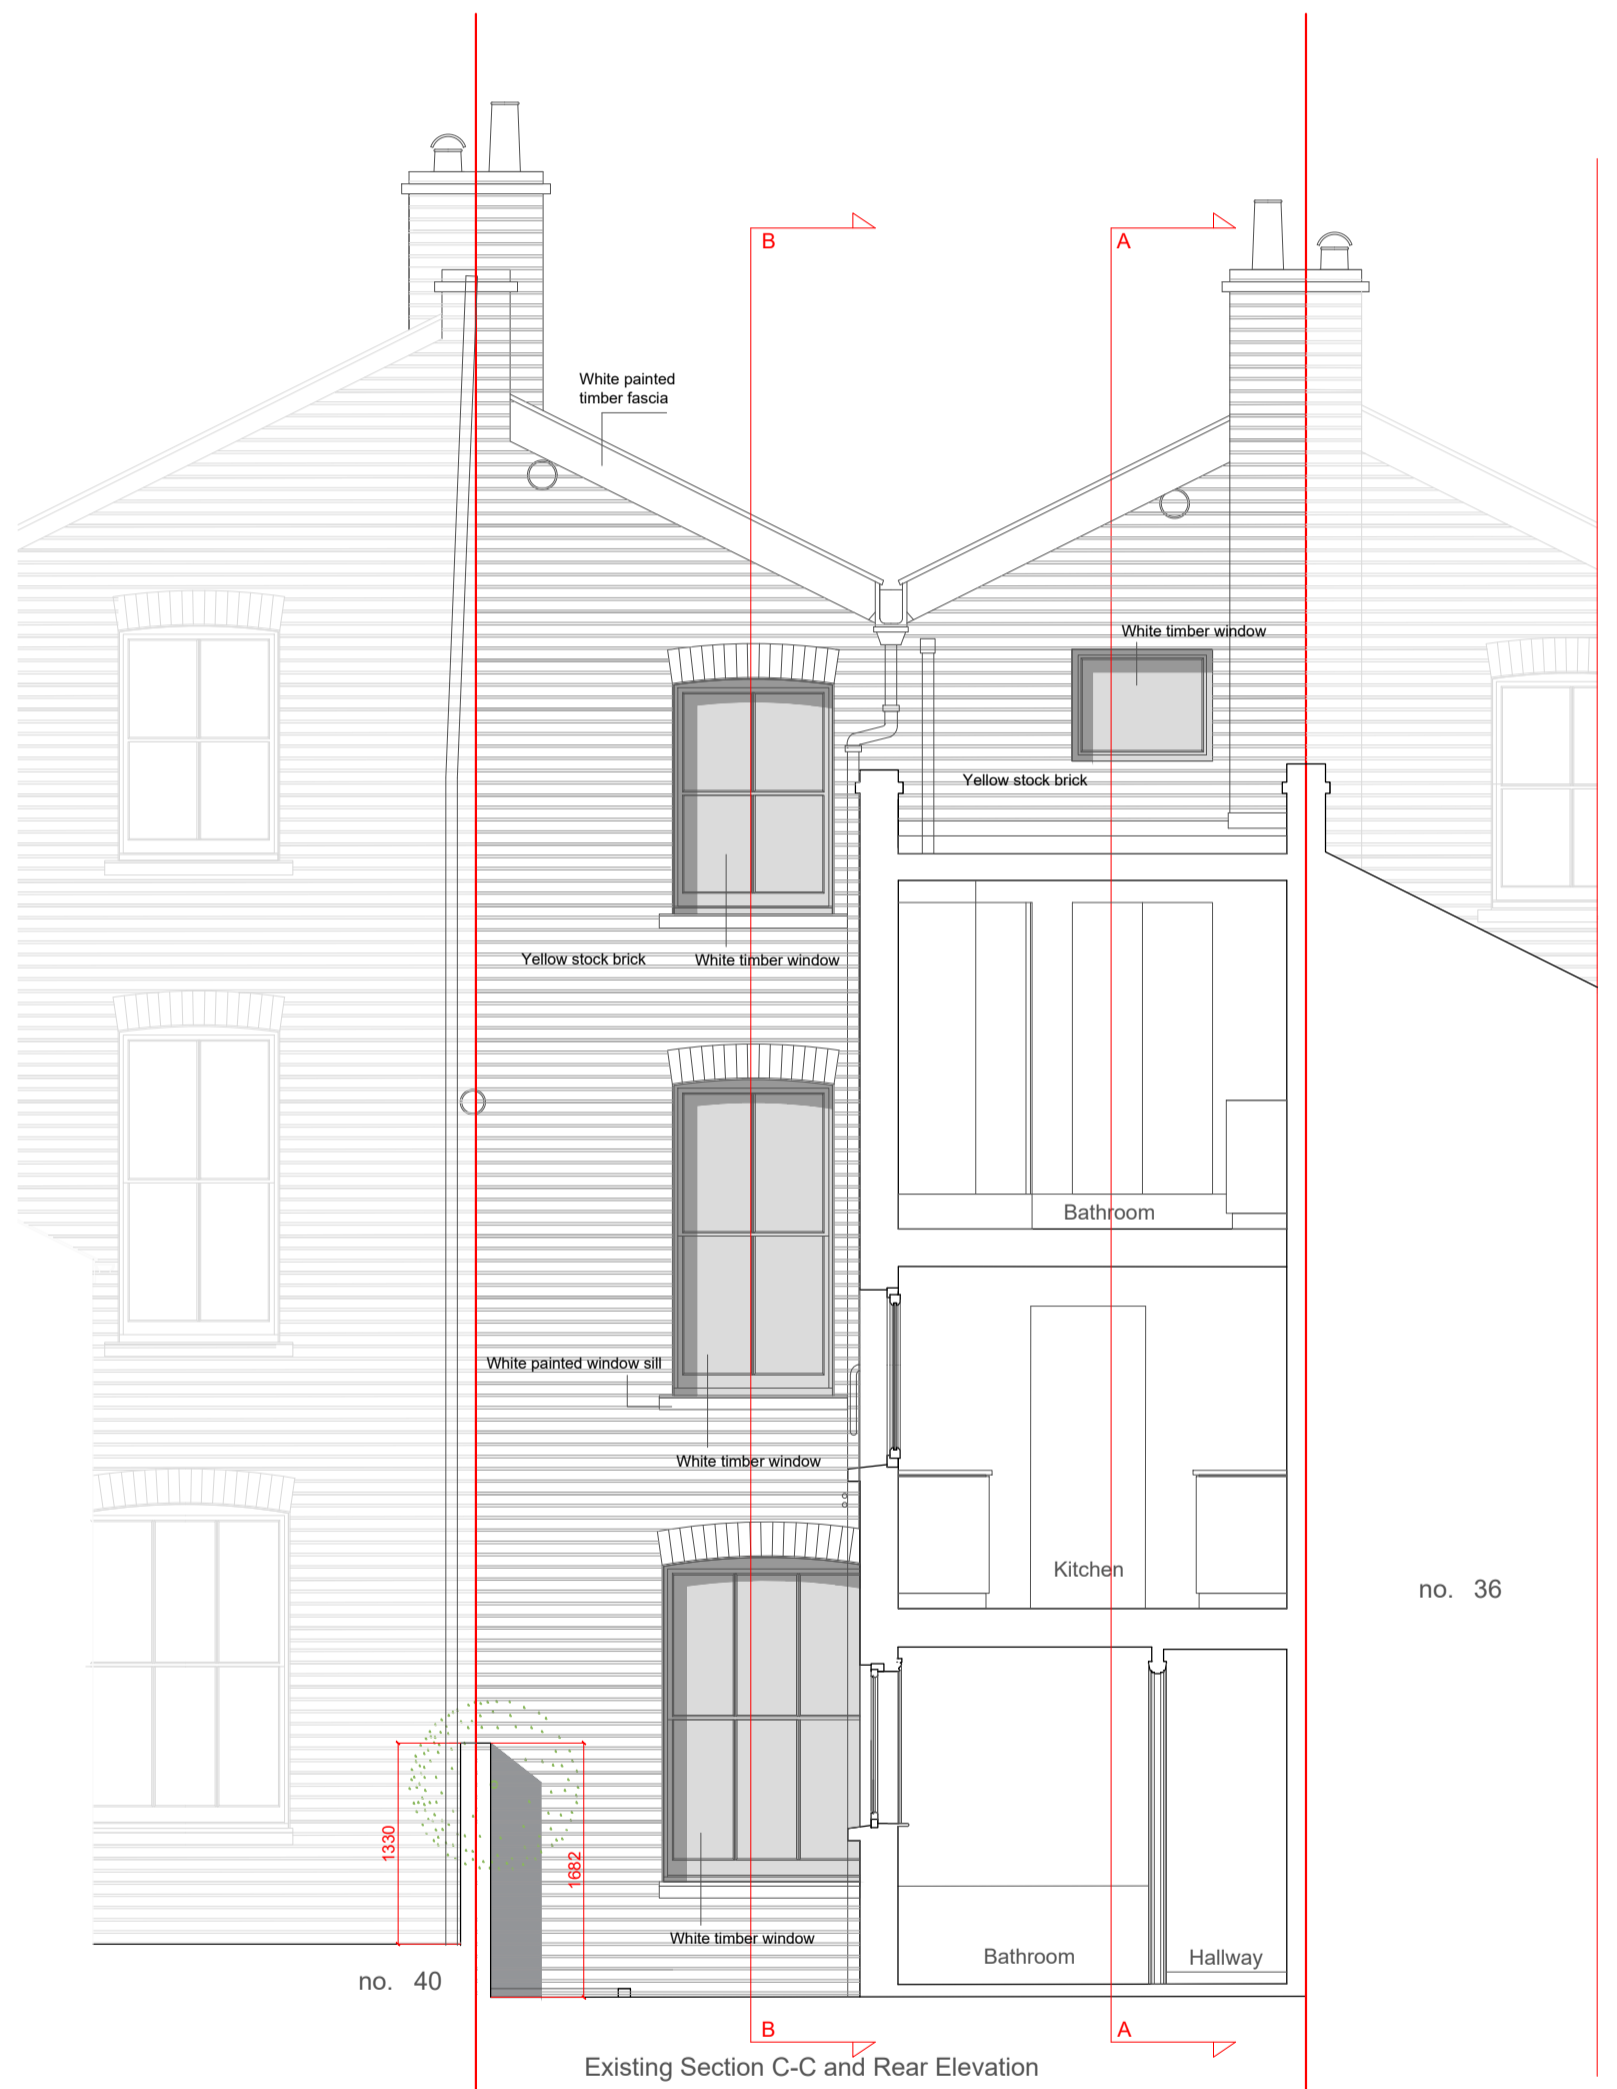 B
A
White painted
timber fascia
White timber window
Yellow stock brick
Yellow stock brick
White timber window
Bathroom
White painted window sill
White timber window
Kitchen
no. 36
1330
1682
White timber window
Bathroom
Hallway
no. 40
B
A
Existing Section C-C and Rear Elevation